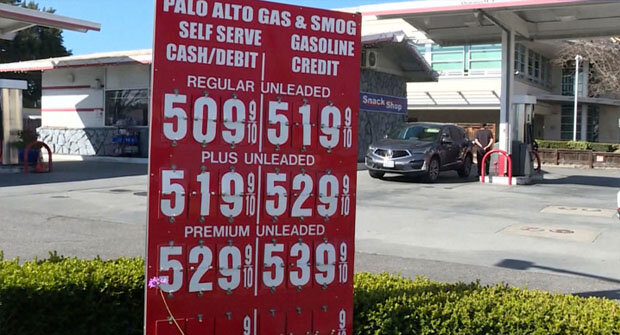 PALO ALTO GAS & SMOG
SELF SERVE GASOLINE
CASH/DEBIT CREDIT
REGULAR UNLEADED
509 9/10 519 9/10
PLUS UNLEADED
519 9/10 529 9/10
PREMIUM UNLEADED
529 9/10 539 9/10
Snack Shop